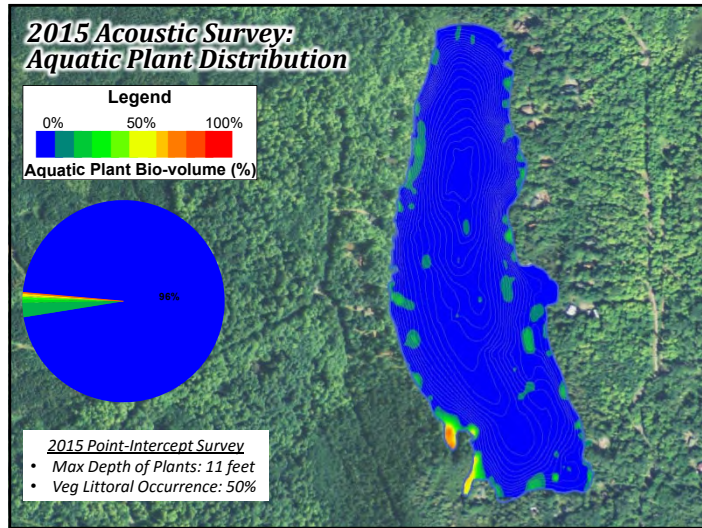 2015 Acoustic Survey:
Aquatic Plant Distribution
Legend
0% 50% 100%
Aquatic Plant Bio-volume (%)
96%
2015 Point-Intercept Survey
• Max Depth of Plants: 11 feet
• Veg Littoral Occurrence: 50%